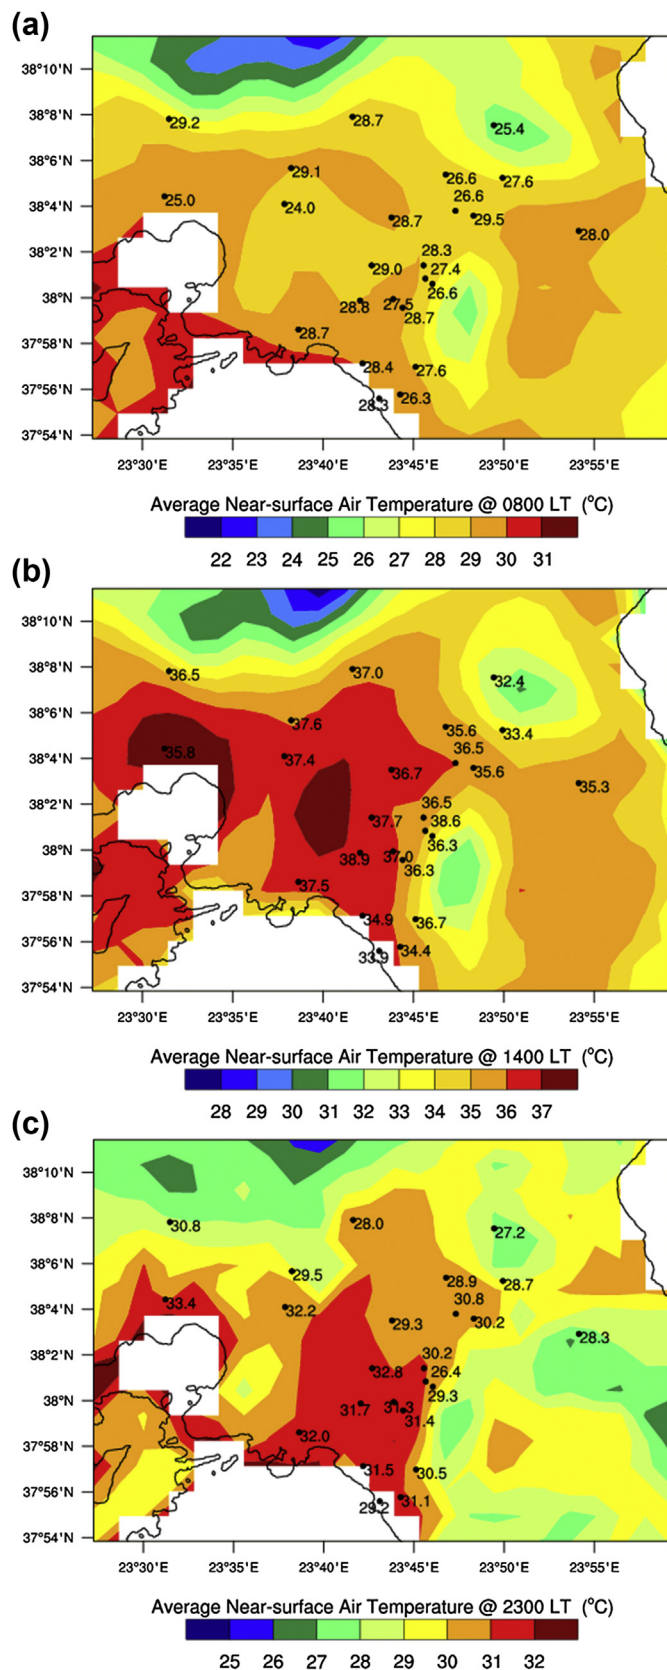 (a)
38°10'N
38°8'N
29.2
28.7
25.4
38°6'N
29.1
26.6
27.6
26.6
38°4'N
25.0
24.0
28.7
29.5
28.0
38°2'N
28.3
29.0
27.4
38°N
26.6
28.8
27.5
28.7
37°58'N
28.7
28.4
27.6
37°56'N
28.3
26.3
37°54'N
23°30'E 23°35'E 23°40'E 23°45'E 23°50'E 23°55'E
Average Near-surface Air Temperature @ 0800 LT (°C)
22 23 24 25 26 27 28 29 30 31
(b)
38°10'N
38°8'N
36.5
37.0
32.4
38°6'N
37.6
35.6
33.4
36.5
38°4'N
35.8
37.4
36.7
35.6
35.3
38°2'N
36.5
37.7
38.6
38°N
36.3
38.9
37.0
36.3
37°58'N
37.5
34.9
36.7
37°56'N
33.9
34.4
37°54'N
23°30'E 23°35'E 23°40'E 23°45'E 23°50'E 23°55'E
Average Near-surface Air Temperature @ 1400 LT (°C)
28 29 30 31 32 33 34 35 36 37
(c)
38°10'N
38°8'N
30.8
28.0
27.2
38°6'N
29.5
28.9
28.7
30.8
38°4'N
33.4
32.2
29.3
30.2
28.3
38°2'N
30.2
32.8
26.4
38°N
29.3
31.7
31.3
31.4
37°58'N
32.0
31.5
30.5
37°56'N
29.2
31.1
37°54'N
23°30'E 23°35'E 23°40'E 23°45'E 23°50'E 23°55'E
Average Near-surface Air Temperature @ 2300 LT (°C)
25 26 27 28 29 30 31 32